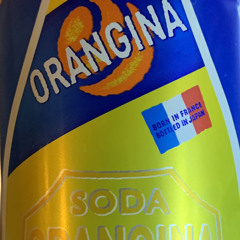 ORANGINA
BORN IN FRANCE
BOTTLED IN JAPAN
SODA
ORANGINA